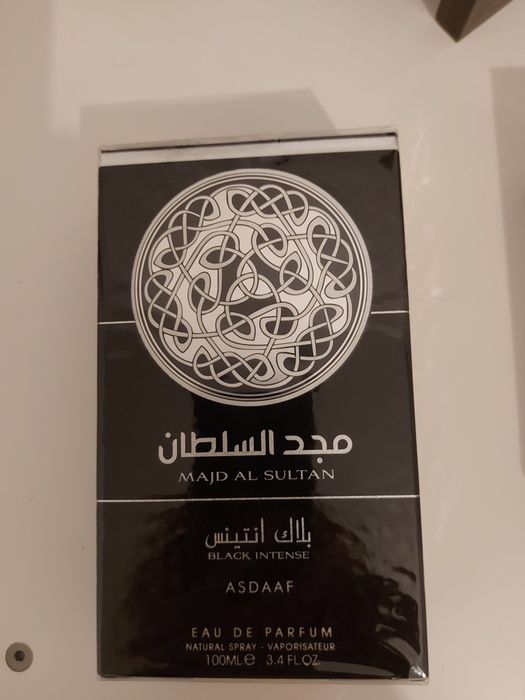 مجد السلطان
MAJD AL SULTAN
بلاك انتينس
BLACK INTENSE
ASDAAF
EAU DE PARFUM
NATURAL SPRAY - VAPORISATEUR
100ML.℮ 3.4 FL.OZ.